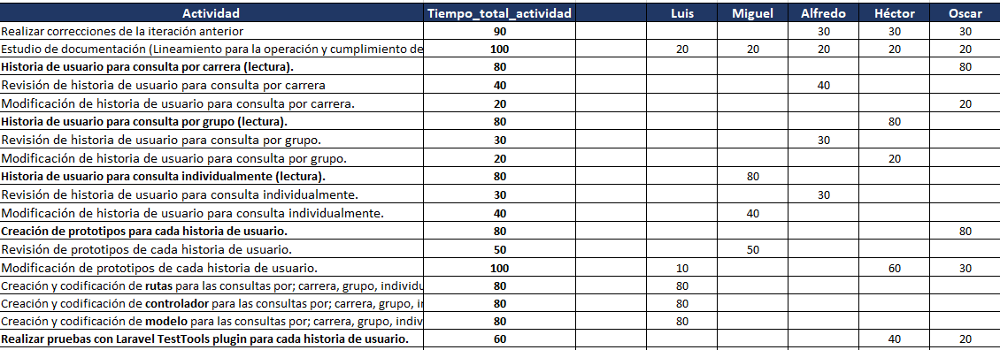 Actividad Tiempo_total_actividad Luis Miguel Alfredo Héctor Oscar
Realizar correcciones de la iteración anterior 90 30 30 30
Estudio de documentación (Lineamiento para la operación y cumplimiento de 100 20 20 20 20 20
Historia de usuario para consulta por carrera (lectura). 80 80
Revisión de historia de usuario para consulta por carrera 40 40
Modificación de historia de usuario para consulta por carrera. 20 20
Historia de usuario para consulta por grupo (lectura). 80 80
Revisión de historia de usuario para consulta por grupo. 30 30
Modificación de historia de usuario para consulta por grupo. 20 20
Historia de usuario para consulta individualmente (lectura). 80 80
Revisión de historia de usuario para consulta individualmente. 30 30
Modificación de historia de usuario para consulta individualmente. 40 40
Creación de prototipos para cada historia de usuario. 80 80
Revisión de prototipos de cada historia de usuario. 50 50
Modificación de prototipos de cada historia de usuario. 100 10 60 30
Creación y codificación de rutas para las consultas por; carrera, grupo, individu 80 80
Creación y codificación de controlador para las consultas por; carrera, grupo, i 80 80
Creación y codificación de modelo para las consultas por; carrera, grupo, indiv 80 80
Realizar pruebas con Laravel TestTools plugin para cada historia de usuario. 60 40 20